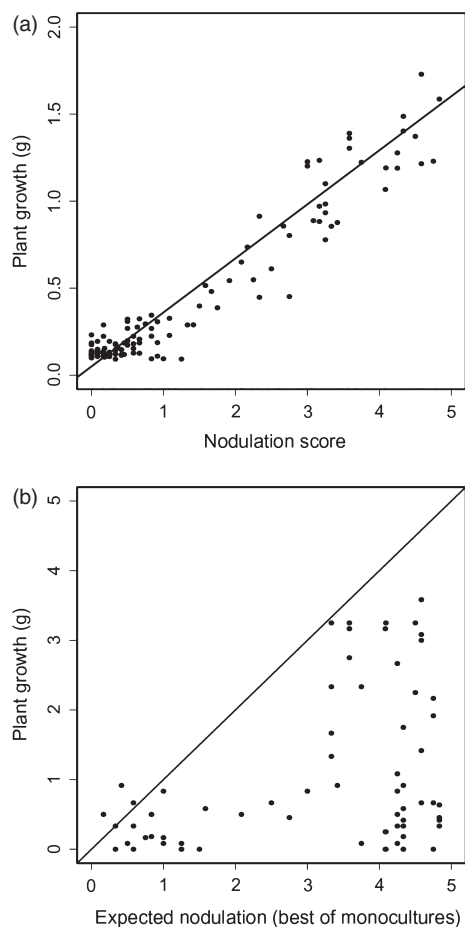 (a)
Plant growth (g)
2.0
1.5
1.0
0.5
0.0
0 1 2 3 4 5
Nodulation score
(b)
Plant growth (g)
5
4
3
2
1
0
0 1 2 3 4 5
Expected nodulation (best of monocultures)